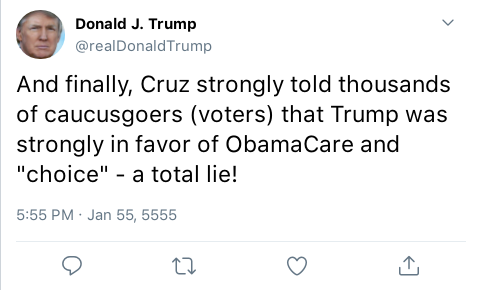 Donald J. Trump
@realDonaldTrump
And finally, Cruz strongly told thousands
of caucusgoers (voters) that Trump was
strongly in favor of ObamaCare and
"choice" - a total lie!
5:55 PM · Jan 55, 5555